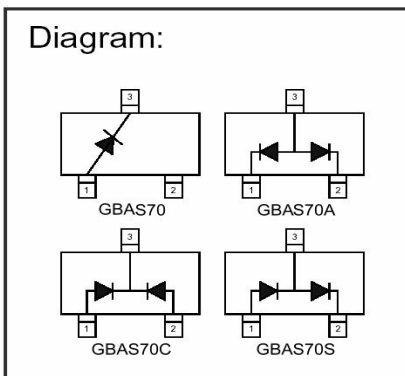 Diagram:
3 3
1 2 1 2
GBAS70 GBAS70A
3 3
1 2 1 2
GBAS70C GBAS70S